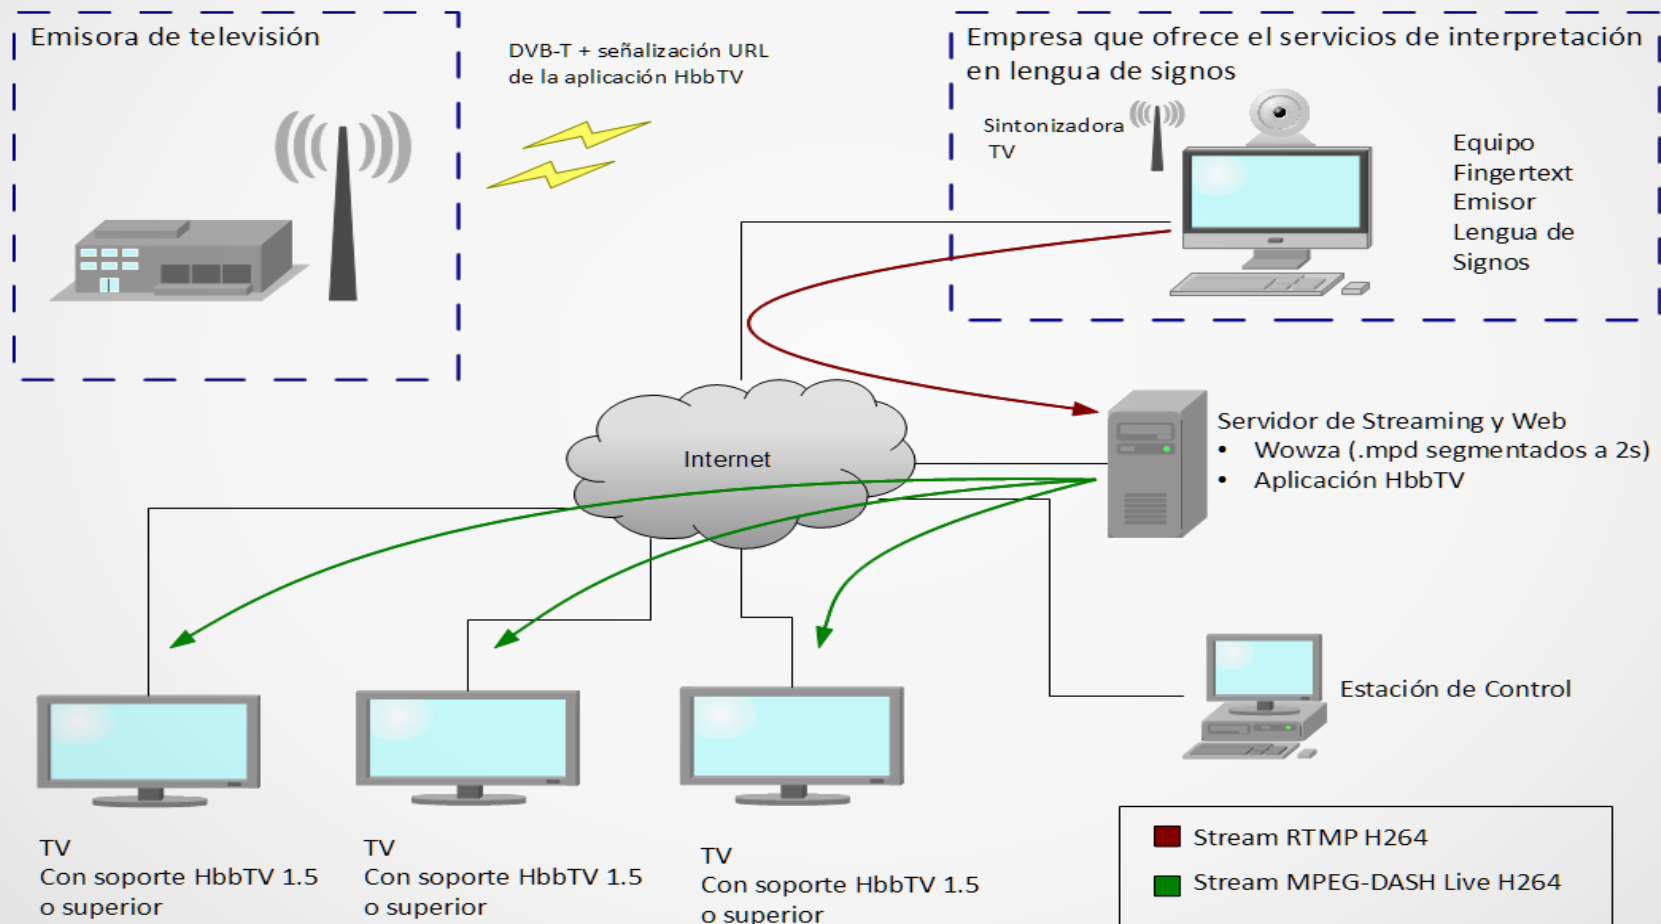 Emisora de televisión
DVB-T + señalización URL
de la aplicación HbbTV
Empresa que ofrece el servicios de interpretación
en lengua de signos
Sintonizadora
TV
Equipo
Fingertext
Emisor
Lengua de
Signos
Internet
Servidor de Streaming y Web
• Wowza (.mpd segmentados a 2s)
• Aplicación HbbTV
Estación de Control
TV
Con soporte HbbTV 1.5
o superior
TV
Con soporte HbbTV 1.5
o superior
TV
Con soporte HbbTV 1.5
o superior
Stream RTMP H264
Stream MPEG-DASH Live H264